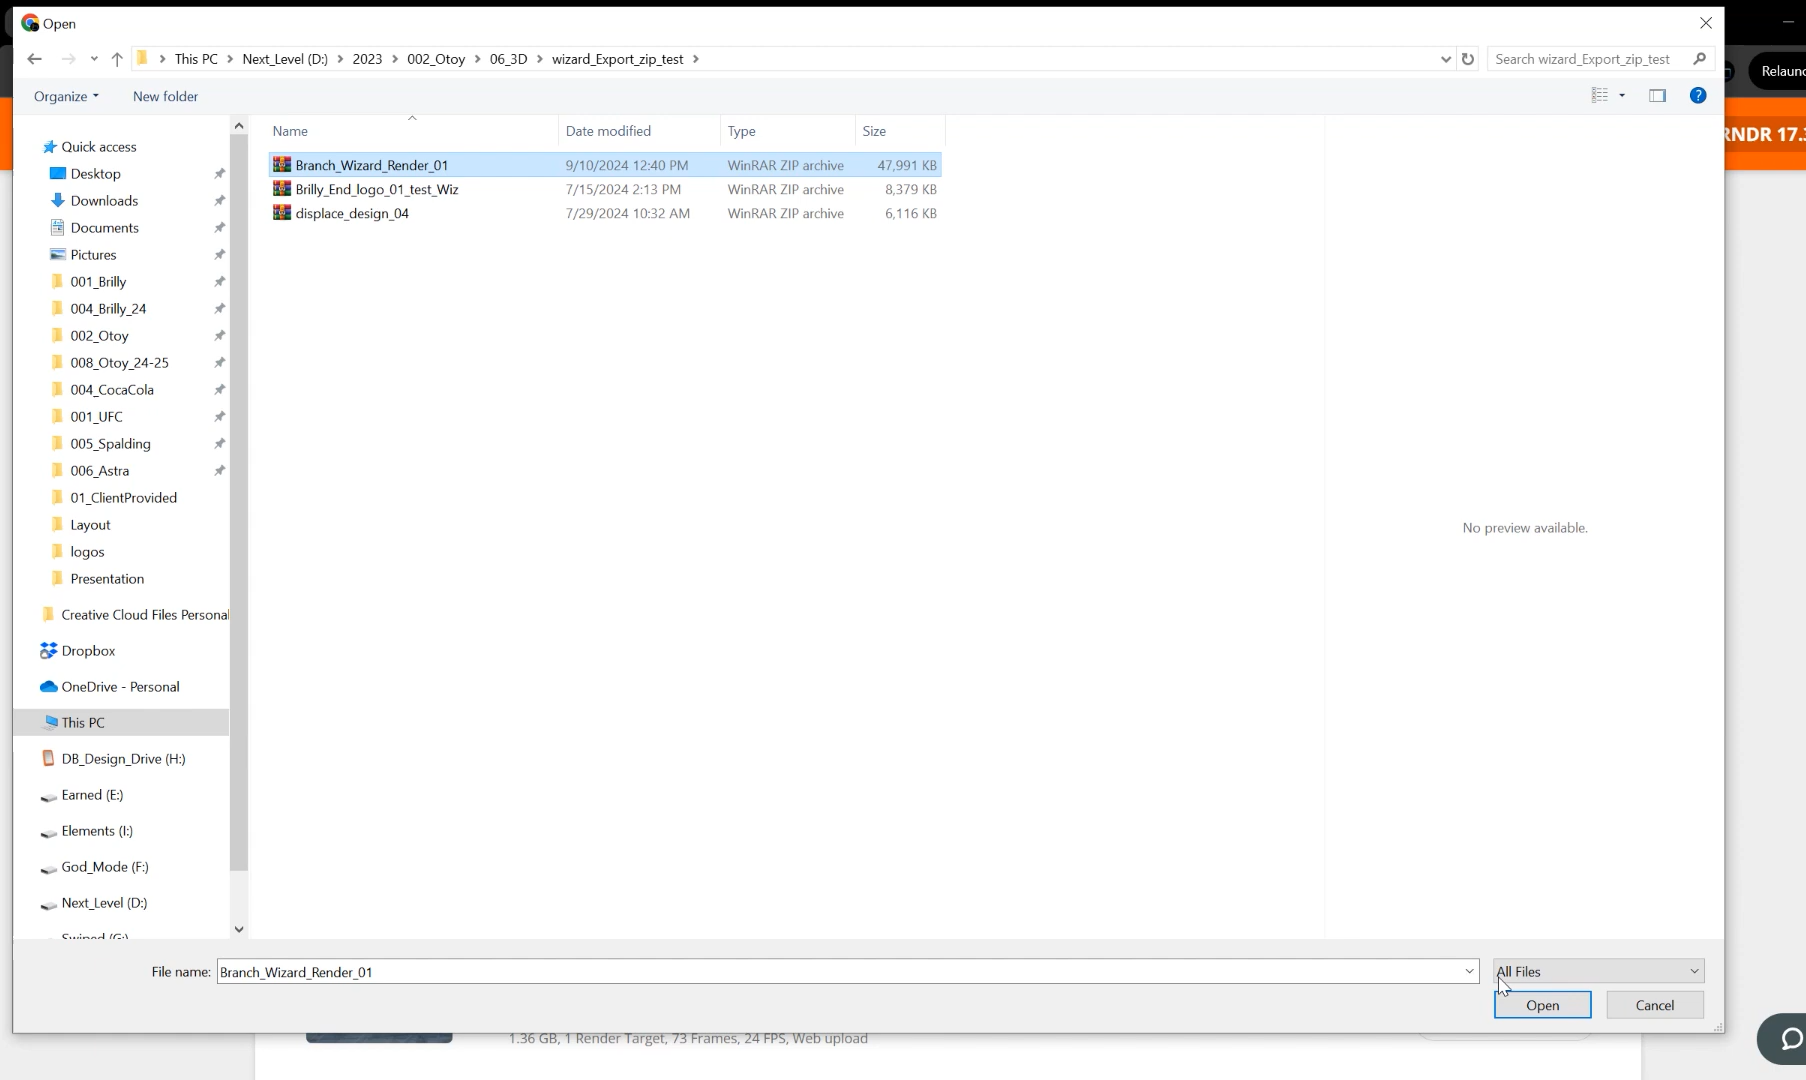 Open
This PC > Next_Level (D:) > 2023 > 002_Otoy > 06_3D > wizard_Export_zip_test >
Search wizard_Export_zip_test
Organize
New folder
?
Name
Date modified
Type
Size
Branch_Wizard_Render_01 9/10/2024 12:40 PM WinRAR ZIP archive 47,991 KB
Brilly_End_logo_01_test_Wiz 7/15/2024 2:13 PM WinRAR ZIP archive 8,379 KB
displace_design_04 7/29/2024 10:32 AM WinRAR ZIP archive 6,116 KB
Quick access
Desktop
Downloads
Documents
Pictures
001_Brilly
004_Brilly_24
002_Otoy
008_Otoy_24-25
004_CocaCola
001_UFC
005_Spalding
006_Astra
01_ClientProvided
Layout
logos
Presentation
Creative Cloud Files Personal
Dropbox
OneDrive - Personal
This PC
DB_Design_Drive (H:)
Earned (E:)
Elements (I:)
God_Mode (F:)
Next_Level (D:)
No preview available.
File name: Branch_Wizard_Render_01
All Files
Open
Cancel
Relaunc
RNDR 17.
1.36 GB, 1 Render Target, 73 Frames, 24 FPS, Web upload